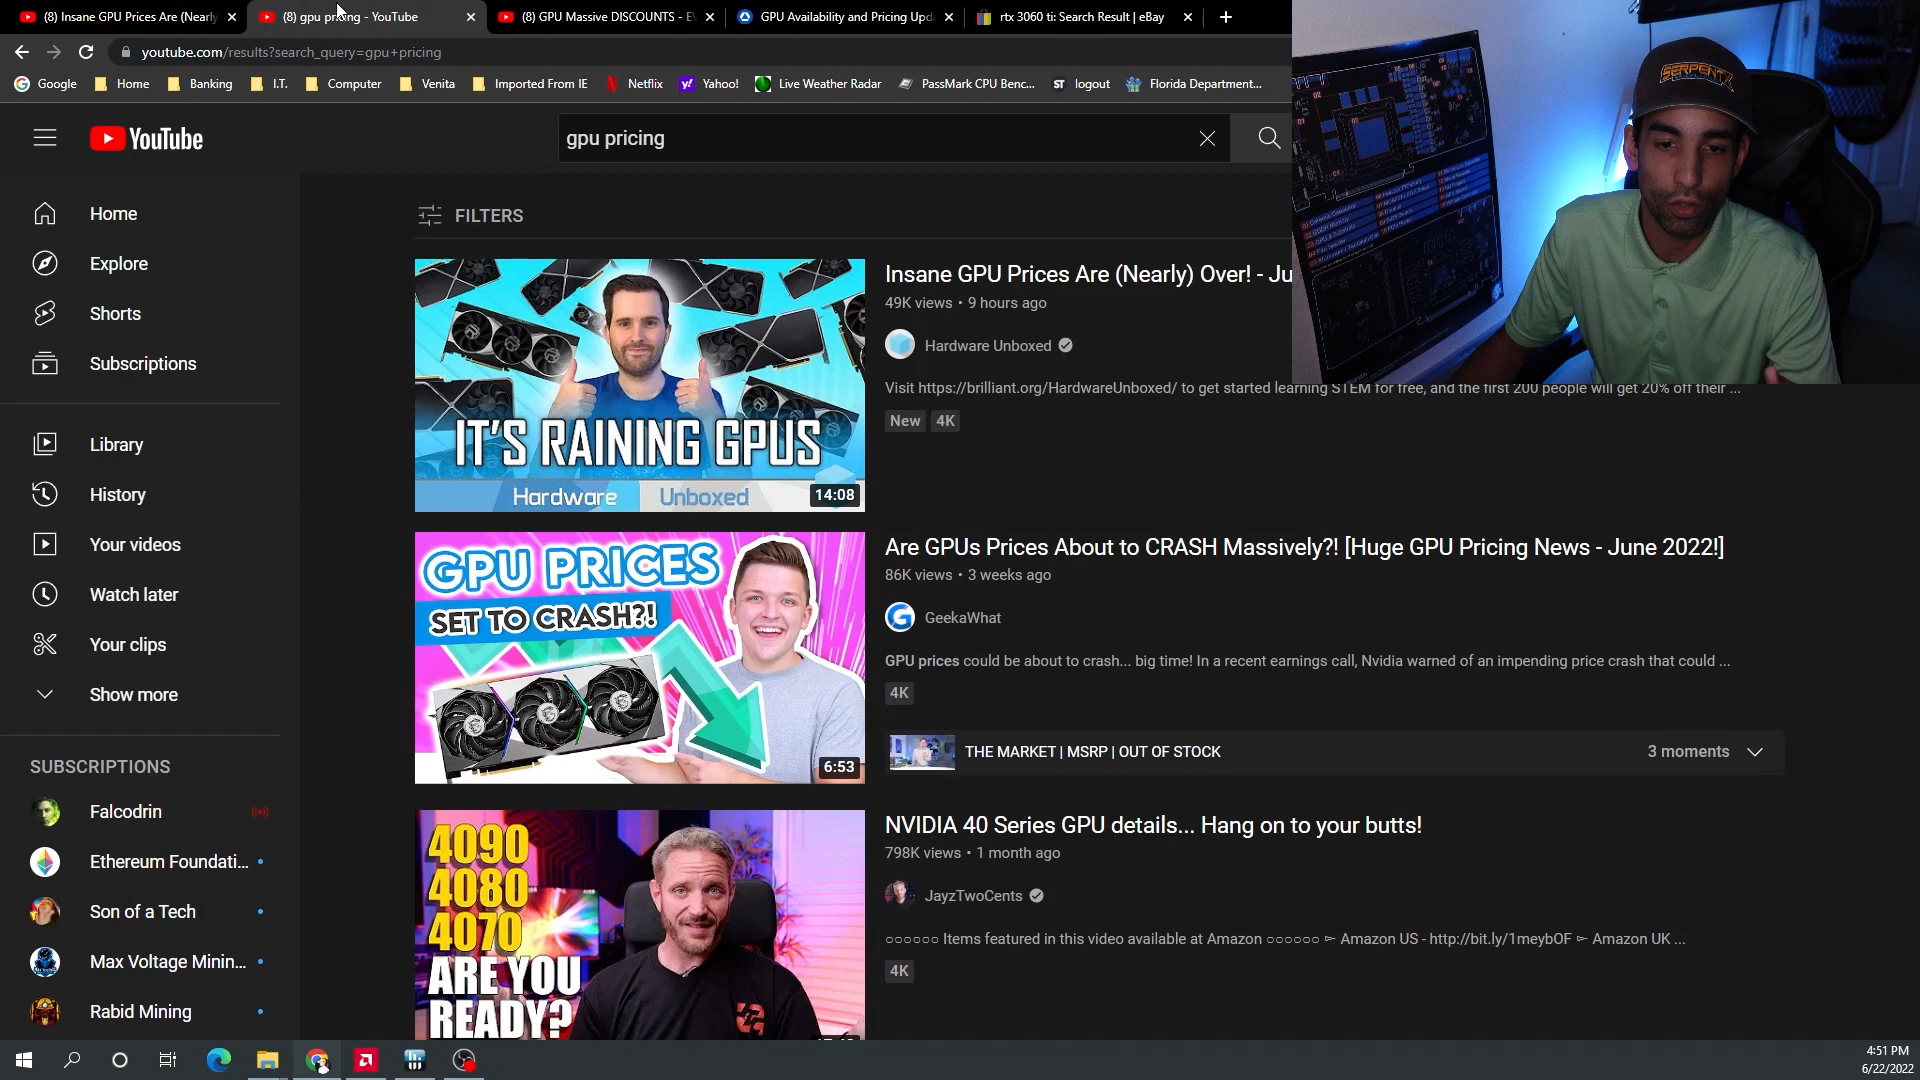 (8) Insane GPU Prices Are (Nearly
(8) gpu pricing - YouTube
(8) GPU Massive DISCOUNTS - EV
GPU Availability and Pricing Upd
rtx 3060 ti: Search Result | eBay
youtube.com/results?search_query=gpu+pricing
Google
Home
Banking
I.T.
Computer
Venita
Imported From IE
Netflix
Yahoo!
Live Weather Radar
PassMark CPU Benc...
ST
logout
Florida Department...
YouTube
gpu pricing
SERPENTX
Home
Explore
Shorts
Subscriptions
Library
History
Your videos
Watch later
Your clips
Show more
SUBSCRIPTIONS
Falcodrin
Ethereum Foundati...
Son of a Tech
Max Voltage Minin...
Rabid Mining
FILTERS
IT'S RAINING GPUS
Hardware Unboxed
14:08
Insane GPU Prices Are (Nearly) Over! - Ju
49K views • 9 hours ago
Hardware Unboxed
Visit https://brilliant.org/HardwareUnboxed/ to get started learning STEM for free, and the first 200 people will get 20% off their ...
New
4K
GPU PRICES
SET TO CRASH?!
6:53
Are GPUs Prices About to CRASH Massively?! [Huge GPU Pricing News - June 2022!]
86K views • 3 weeks ago
GeekaWhat
GPU prices could be about to crash... big time! In a recent earnings call, Nvidia warned of an impending price crash that could ...
4K
THE MARKET | MSRP | OUT OF STOCK
3 moments
4090
4080
4070
ARE YOU
READY?
NVIDIA 40 Series GPU details... Hang on to your butts!
798K views • 1 month ago
JayzTwoCents
○○○○○○ Items featured in this video available at Amazon ○○○○○○ ► Amazon US - http://bit.ly/1meybOF ► Amazon UK ...
4K
4:51 PM
6/22/2022